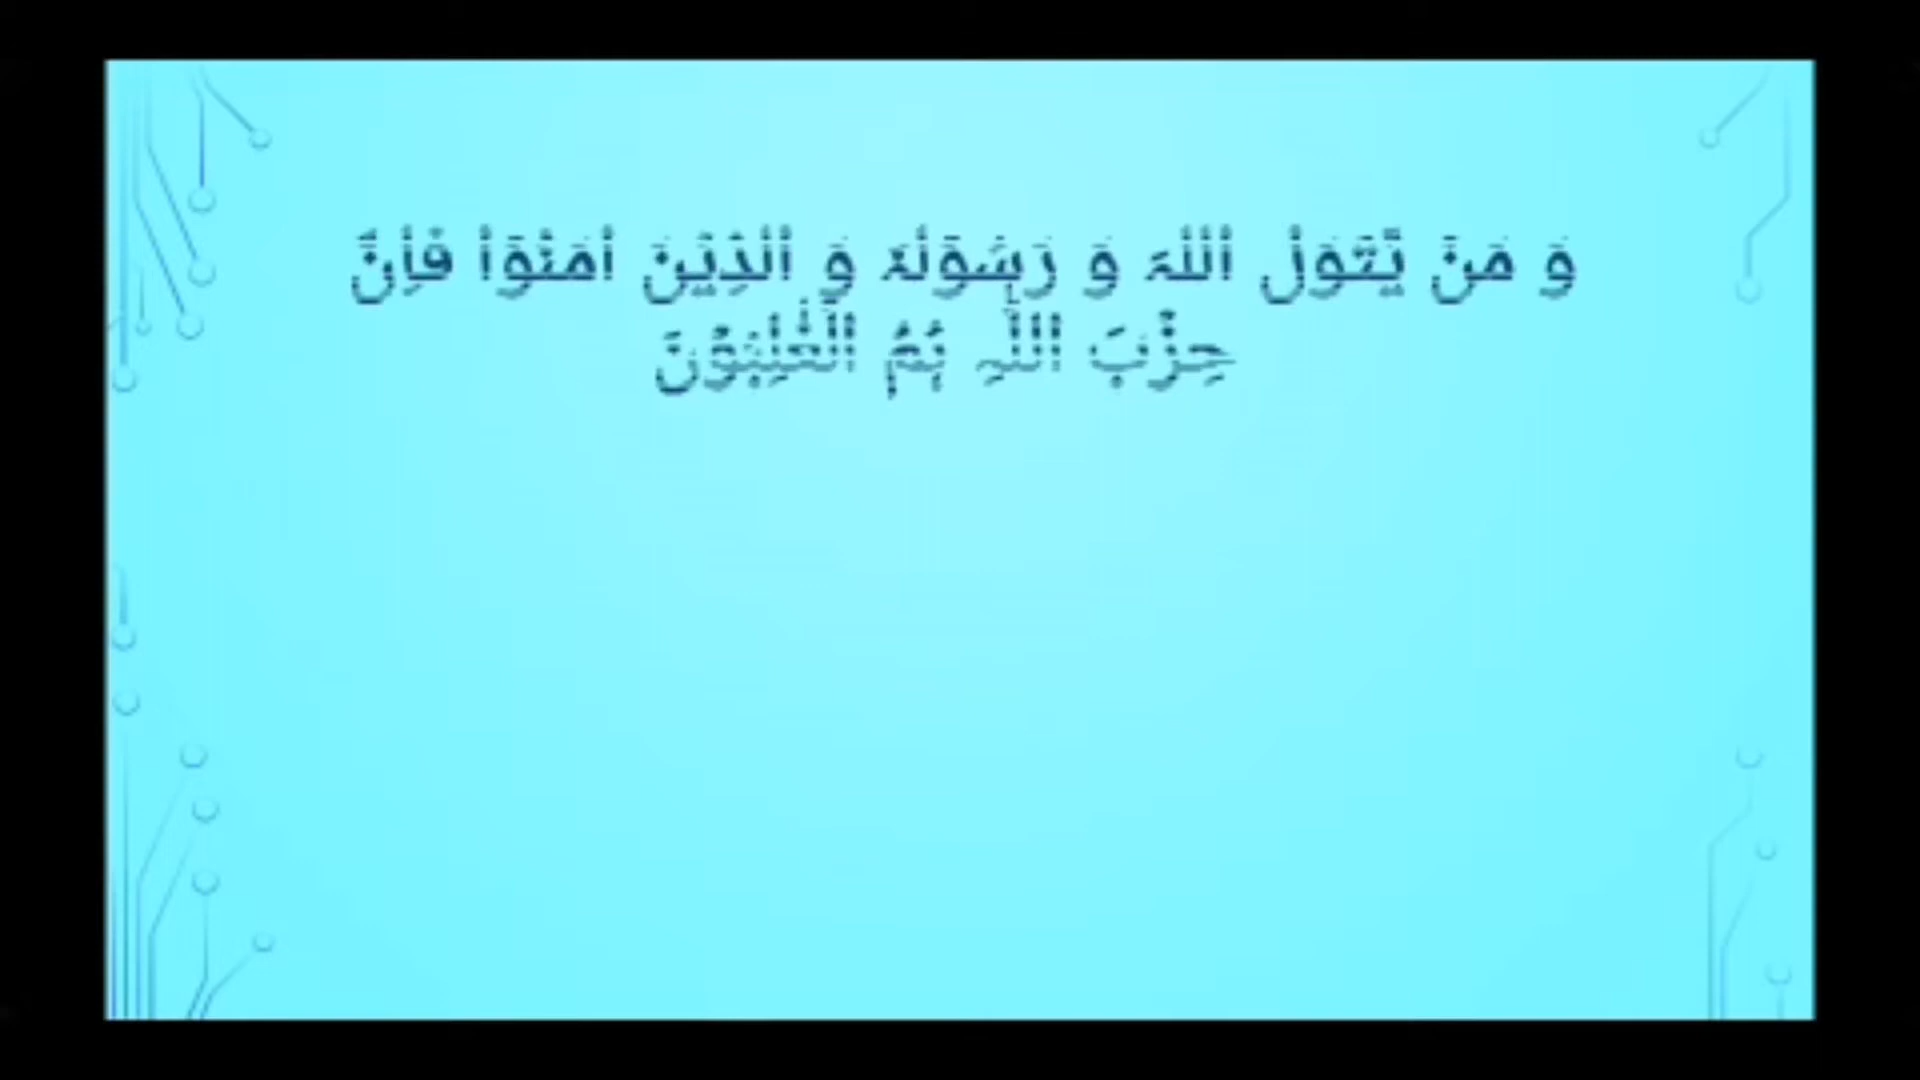 وَ مَنۡ یَّتَوَلَّ اللّٰہَ وَ رَسُوۡلَہٗ وَ الَّذِیۡنَ اٰمَنُوۡا فَاِنَّ
حِزۡبَ اللّٰہِ ہُمُ الۡغٰلِبُوۡنَ